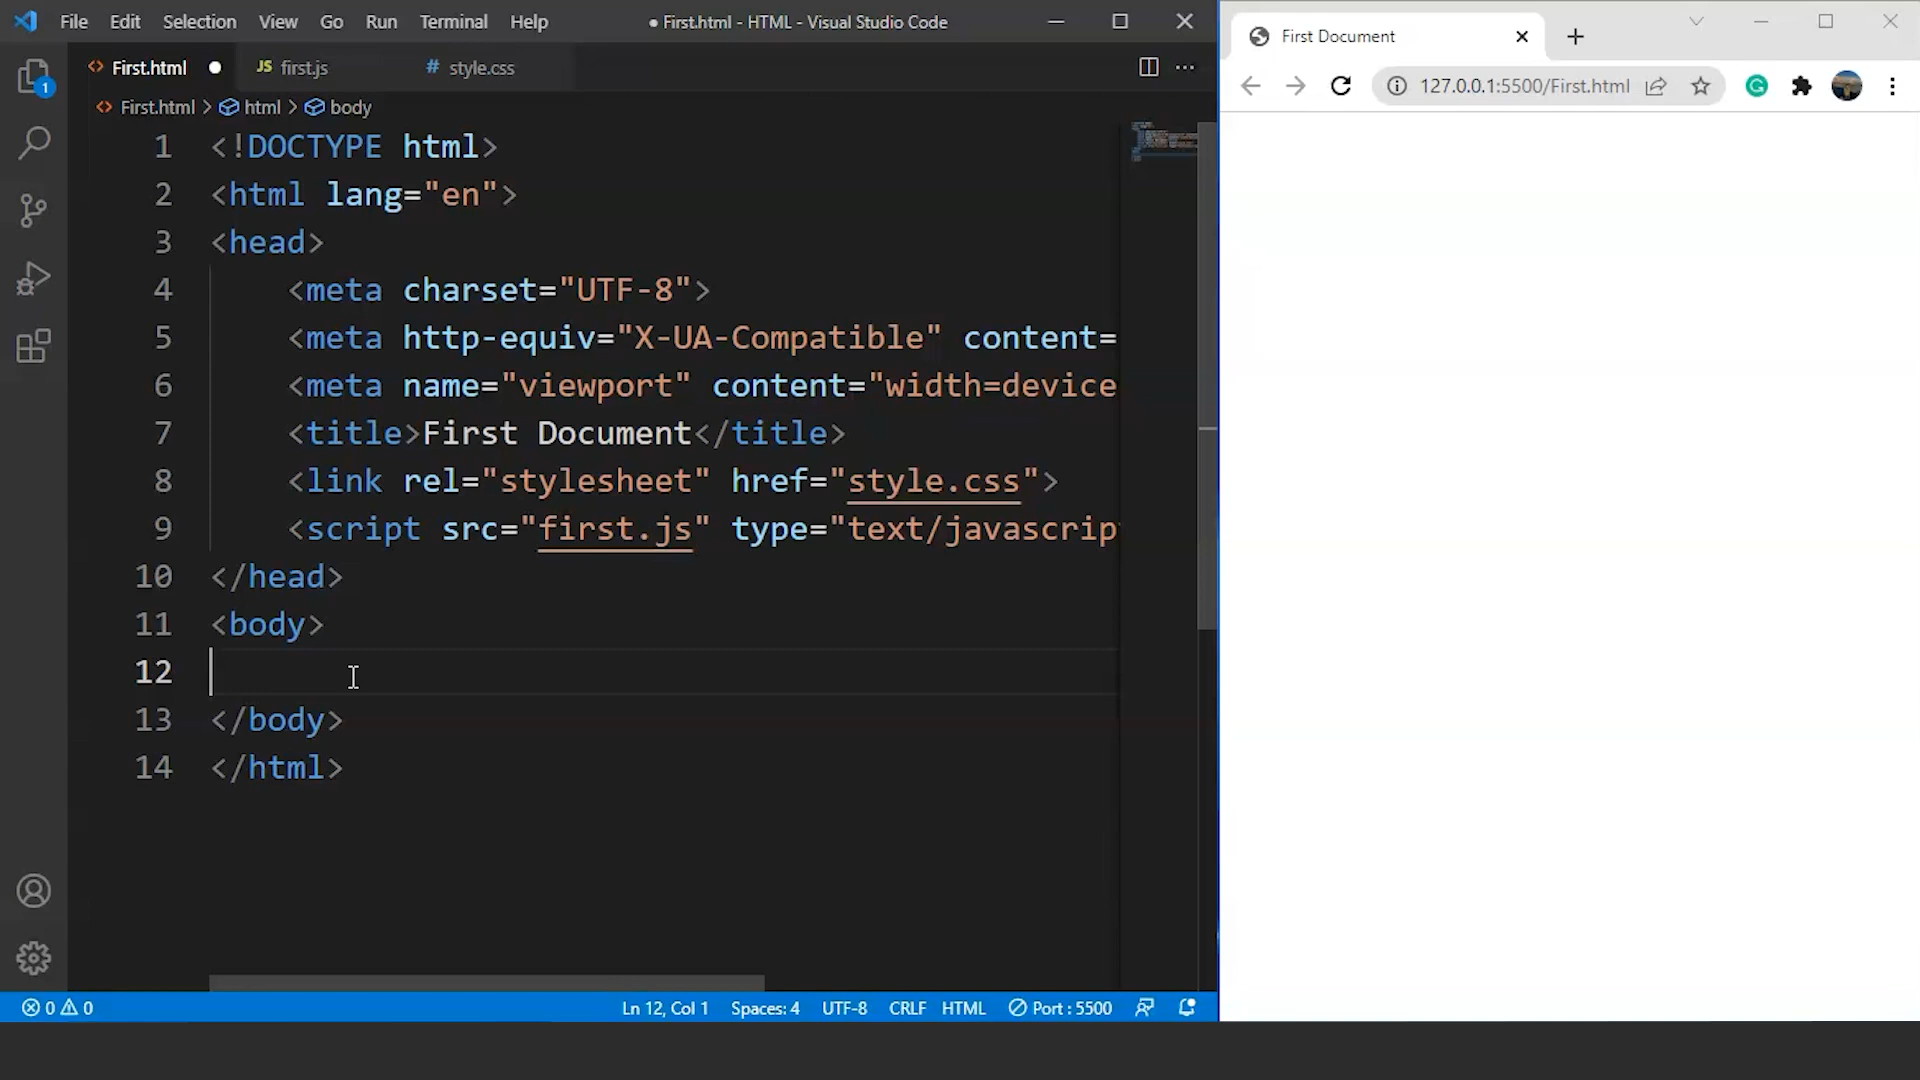 File Edit Selection View Go Run Terminal Help ● First.html - HTML - Visual Studio Code
First.html ● JS first.js # style.css
First.html > html > body
1 <!DOCTYPE html>
2 <html lang="en">
3 <head>
4 <meta charset="UTF-8">
5 <meta http-equiv="X-UA-Compatible" content=
6 <meta name="viewport" content="width=device
7 <title>First Document</title>
8 <link rel="stylesheet" href="style.css">
9 <script src="first.js" type="text/javascrip
10 </head>
11 <body>
12
13 </body>
14 </html>
1
0 0 Ln 12, Col 1 Spaces: 4 UTF-8 CRLF HTML Port : 5500
First Document
127.0.0.1:5500/First.html